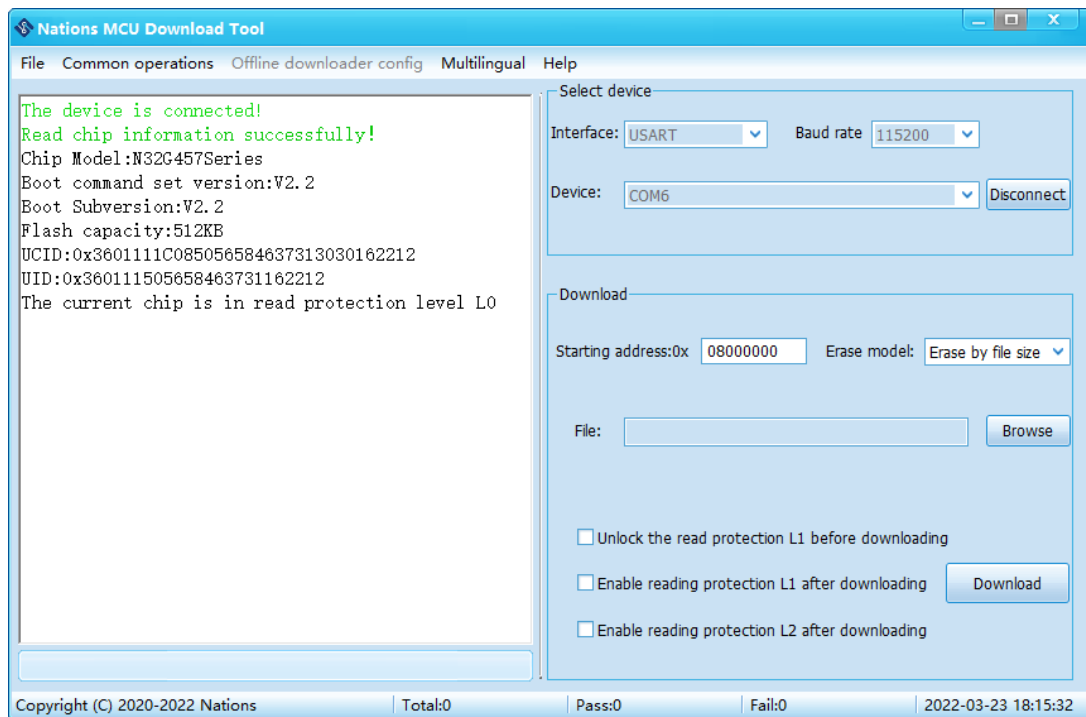 Nations MCU Download Tool
File Common operations Offline downloader config Multilingual Help
The device is connected!
Read chip information successfully!
Chip Model:N32G457Series
Boot command set version:V2.2
Boot Subversion:V2.2
Flash capacity:512KB
UCID:0x3601111C085056584637313030162212
UID:0x360111505658463731162212
The current chip is in read protection level L0
Select device
Interface: USART Baud rate 115200
Device: COM6 Disconnect
Download
Starting address:0x 08000000 Erase model: Erase by file size
File: Browse
Unlock the read protection L1 before downloading
Enable reading protection L1 after downloading Download
Enable reading protection L2 after downloading
Copyright (C) 2020-2022 Nations Total:0 Pass:0 Fail:0 2022-03-23 18:15:32